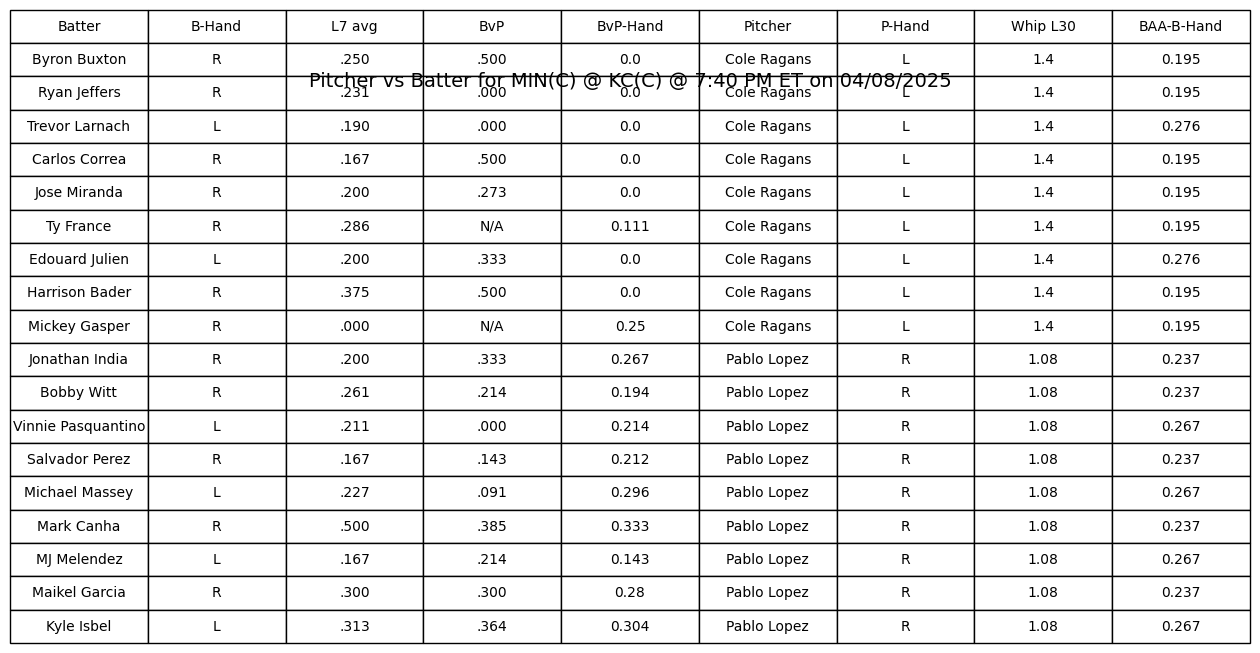 Batter B-Hand L7 avg BvP BvP-Hand Pitcher P-Hand Whip L30 BAA-B-Hand
Byron Buxton R .250 .500 0.0 Cole Ragans L 1.4 0.195
Pitcher vs Batter for MIN(C) @ KC(C) @ 7:40 PM ET on 04/08/2025
Ryan Jeffers R .231 .000 0.0 Cole Ragans L 1.4 0.195
Trevor Larnach L .190 .000 0.0 Cole Ragans L 1.4 0.276
Carlos Correa R .167 .500 0.0 Cole Ragans L 1.4 0.195
Jose Miranda R .200 .273 0.0 Cole Ragans L 1.4 0.195
Ty France R .286 N/A 0.111 Cole Ragans L 1.4 0.195
Edouard Julien L .200 .333 0.0 Cole Ragans L 1.4 0.276
Harrison Bader R .375 .500 0.0 Cole Ragans L 1.4 0.195
Mickey Gasper R .000 N/A 0.25 Cole Ragans L 1.4 0.195
Jonathan India R .200 .333 0.267 Pablo Lopez R 1.08 0.237
Bobby Witt R .261 .214 0.194 Pablo Lopez R 1.08 0.237
Vinnie Pasquantino L .211 .000 0.214 Pablo Lopez R 1.08 0.267
Salvador Perez R .167 .143 0.212 Pablo Lopez R 1.08 0.237
Michael Massey L .227 .091 0.296 Pablo Lopez R 1.08 0.267
Mark Canha R .500 .385 0.333 Pablo Lopez R 1.08 0.237
MJ Melendez L .167 .214 0.143 Pablo Lopez R 1.08 0.267
Maikel Garcia R .300 .300 0.28 Pablo Lopez R 1.08 0.237
Kyle Isbel L .313 .364 0.304 Pablo Lopez R 1.08 0.267